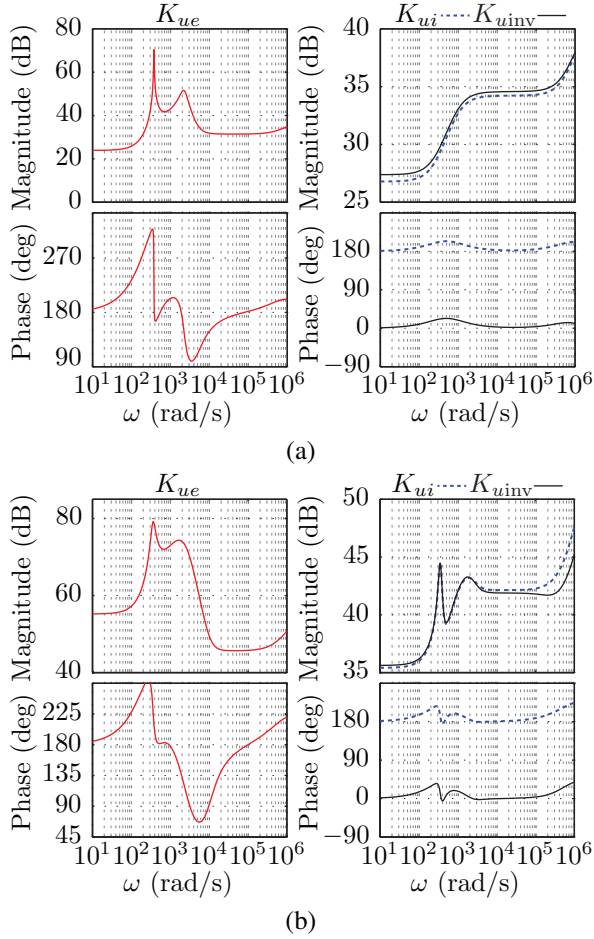 K_ue
K_ui K_uinv
Magnitude (dB)
80
60
40
20
0
Magnitude (dB)
40
35
30
25
Phase (deg)
270
180
90
Phase (deg)
180
90
0
−90
10^1 10^2 10^3 10^4 10^5 10^6
ω (rad/s)
10^1 10^2 10^3 10^4 10^5 10^6
ω (rad/s)
(a)
K_ue
K_ui K_uinv
Magnitude (dB)
80
60
40
Magnitude (dB)
50
45
40
35
Phase (deg)
225
180
135
90
45
Phase (deg)
180
90
0
−90
10^1 10^2 10^3 10^4 10^5 10^6
ω (rad/s)
10^1 10^2 10^3 10^4 10^5 10^6
ω (rad/s)
(b)